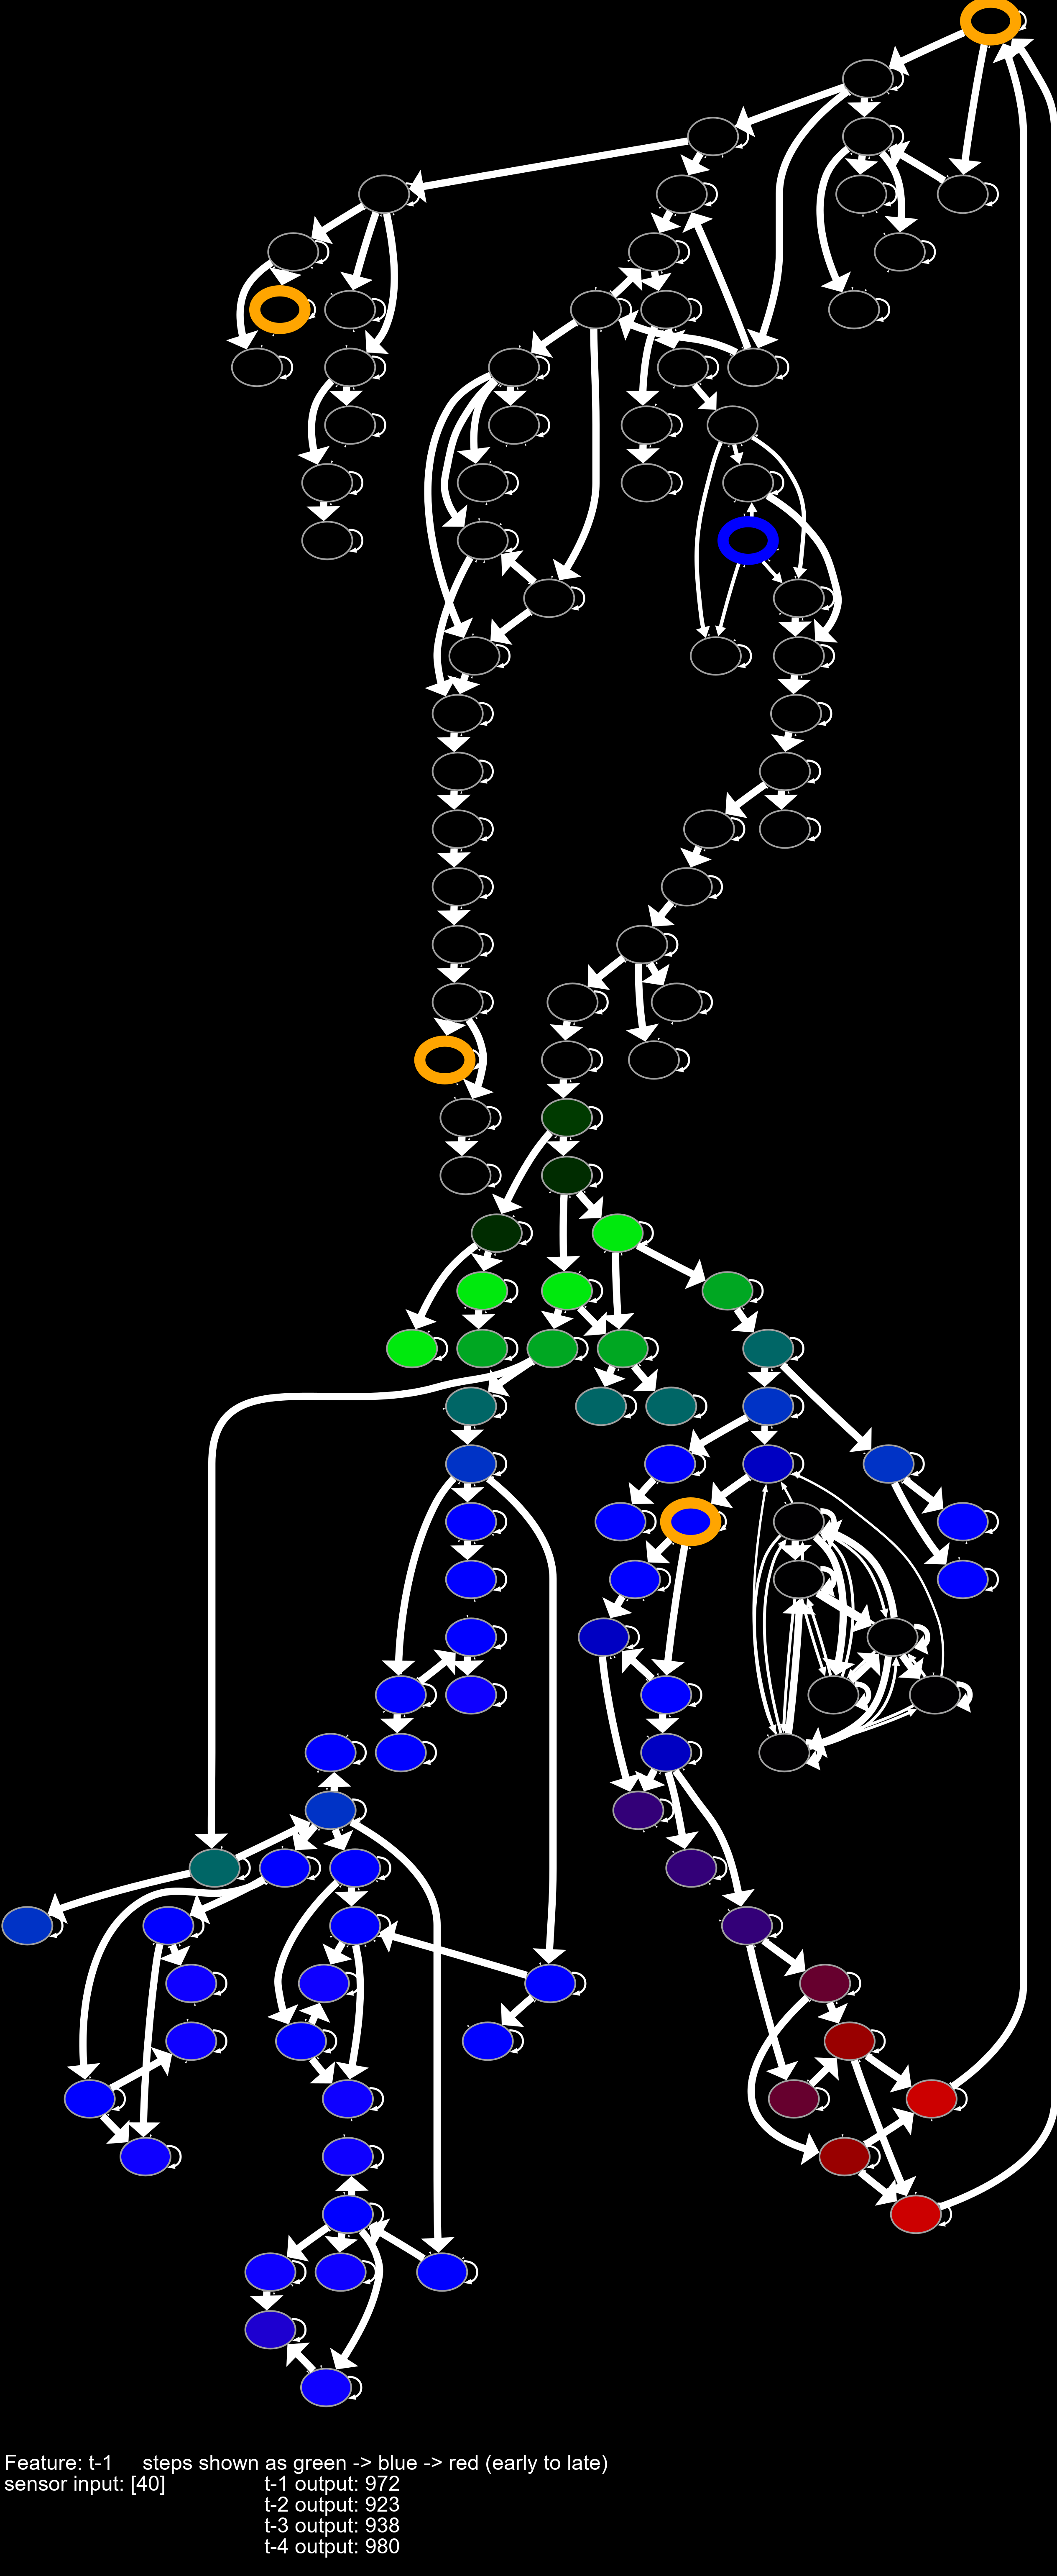 Feature: t-1 steps shown as green -> blue -> red (early to late)
sensor input: [40] t-1 output: 972
t-2 output: 923
t-3 output: 938
t-4 output: 980